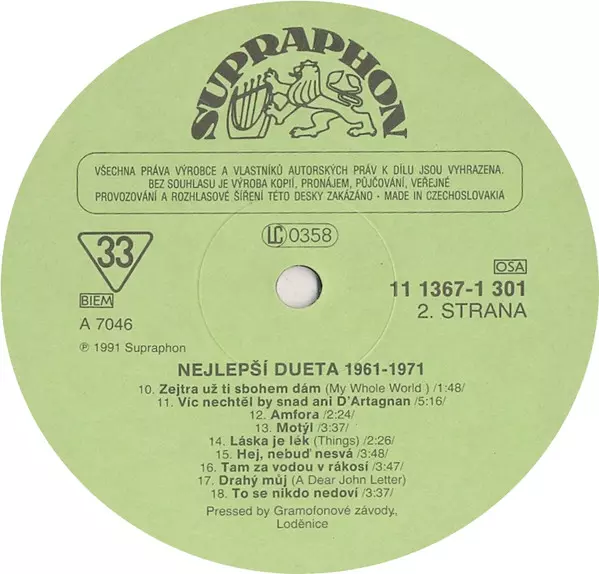 SUPRAPHON
VŠECHNA PRÁVA VÝROBCE A VLASTNÍKŮ AUTORSKÝCH PRÁV K DÍLU JSOU VYHRAZENA.
BEZ SOUHLASU JE VÝROBA KOPIÍ, PRONÁJEM, PŮJČOVÁNÍ, VEŘEJNÉ
PROVOZOVÁNÍ A ROZHLASOVÉ ŠÍŘENÍ TÉTO DESKY ZAKÁZÁNO - MADE IN CZECHOSLOVAKIA
33
LC 0358
BIEM
OSA
11 1367-1 301
A 7046
2. STRANA
℗ 1991 Supraphon
NEJLEPŠÍ DUETA 1961-1971
10. Zejtra už ti sbohem dám (My Whole World ) /1:48/
11. Víc nechtěl by snad ani D'Artagnan /5:16/
12. Amfora /2:24/
13. Motýl /3:37/
14. Láska je lék (Things) /2:26/
15. Hej, nebuď nesvá /3:48/
16. Tam za vodou v rákosí /3:47/
17. Drahý můj (A Dear John Letter)
18. To se nikdo nedoví /3:37/
Pressed by Gramofonové závody,
Loděnice